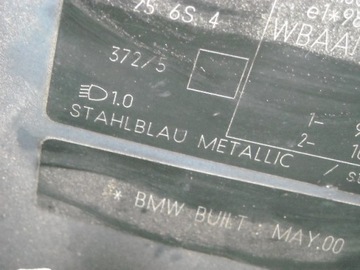 75 6S 4
e1*9
WBAA
372/5
1.0
1-
2-
STAHLBLAU METALLIC / S
* BMW BUILT : MAY.00